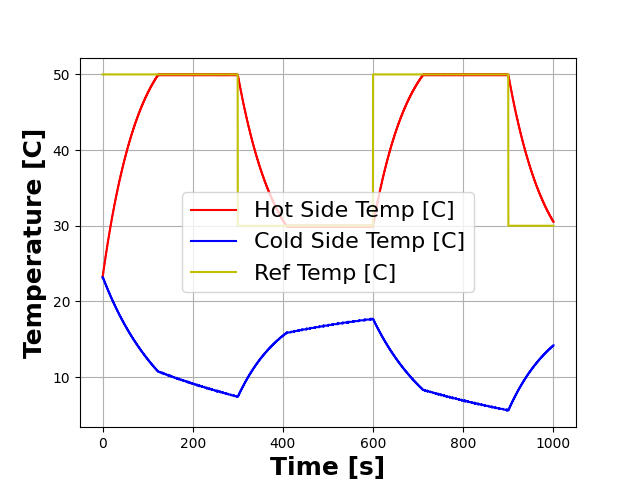 50
40
30
20
10
Temperature [C]
Hot Side Temp [C]
Cold Side Temp [C]
Ref Temp [C]
0 200 400 600 800 1000
Time [s]